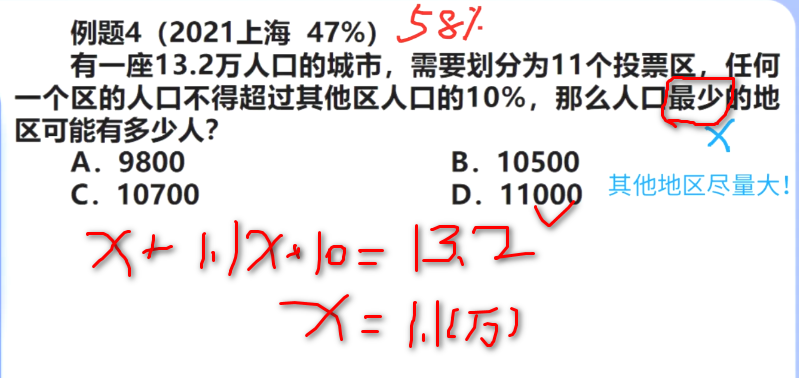 例题4（2021上海 47%） 58%
有一座13.2万人口的城市，需要划分为11个投票区，任何
一个区的人口不得超过其他区人口的10%，那么人口最少的地
区可能有多少人？
x
A．9800 B．10500
C．10700 D．11000 ✓
其他地区尽量大！
x+1.1x·10=13.2
x=1.1(万)